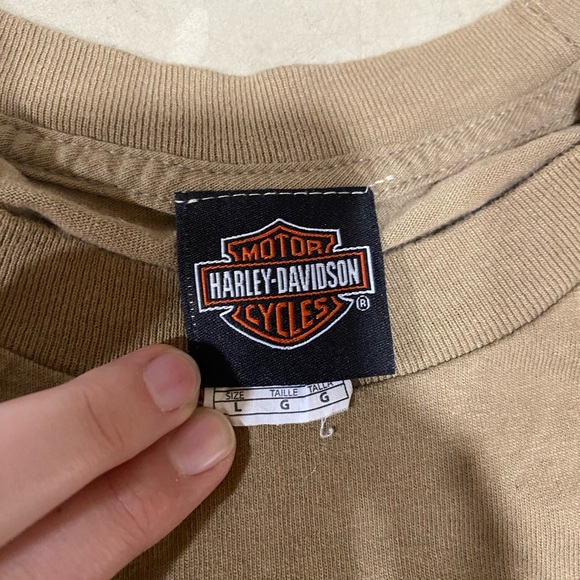 MOTOR
HARLEY-DAVIDSON
®
CYCLES
SIZE TAILLE TALLA
L G G